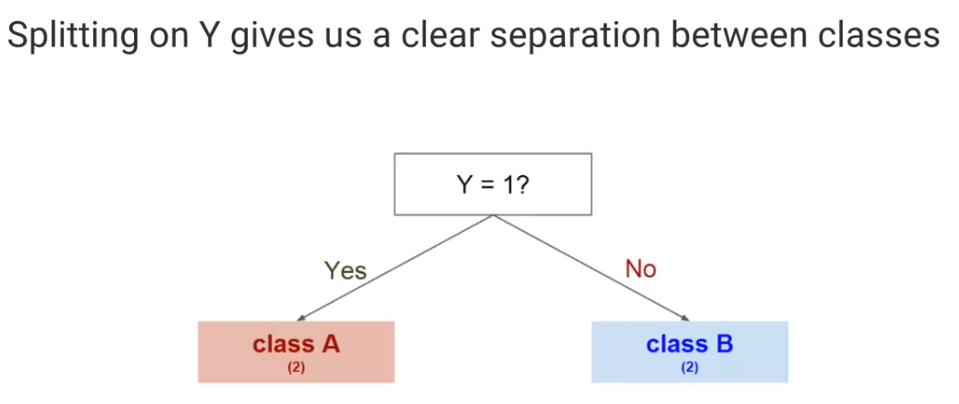 Splitting on Y gives us a clear separation between classes
Y = 1?
Yes
No
class A
(2)
class B
(2)